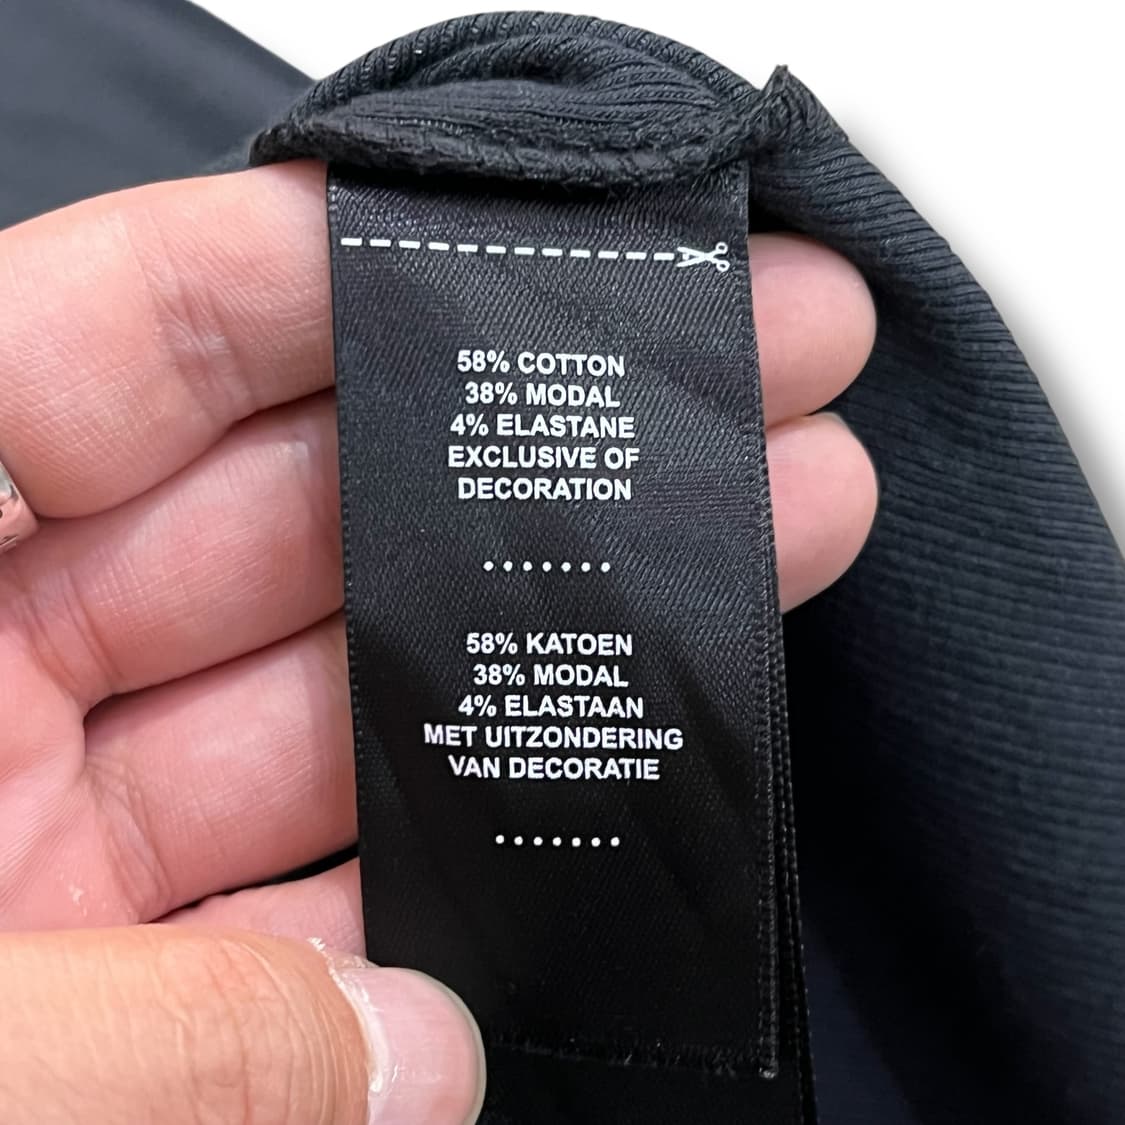 58% COTTON
38% MODAL
4% ELASTANE
EXCLUSIVE OF
DECORATION
.......
58% KATOEN
38% MODAL
4% ELASTAAN
MET UITZONDERING
VAN DECORATIE
.......